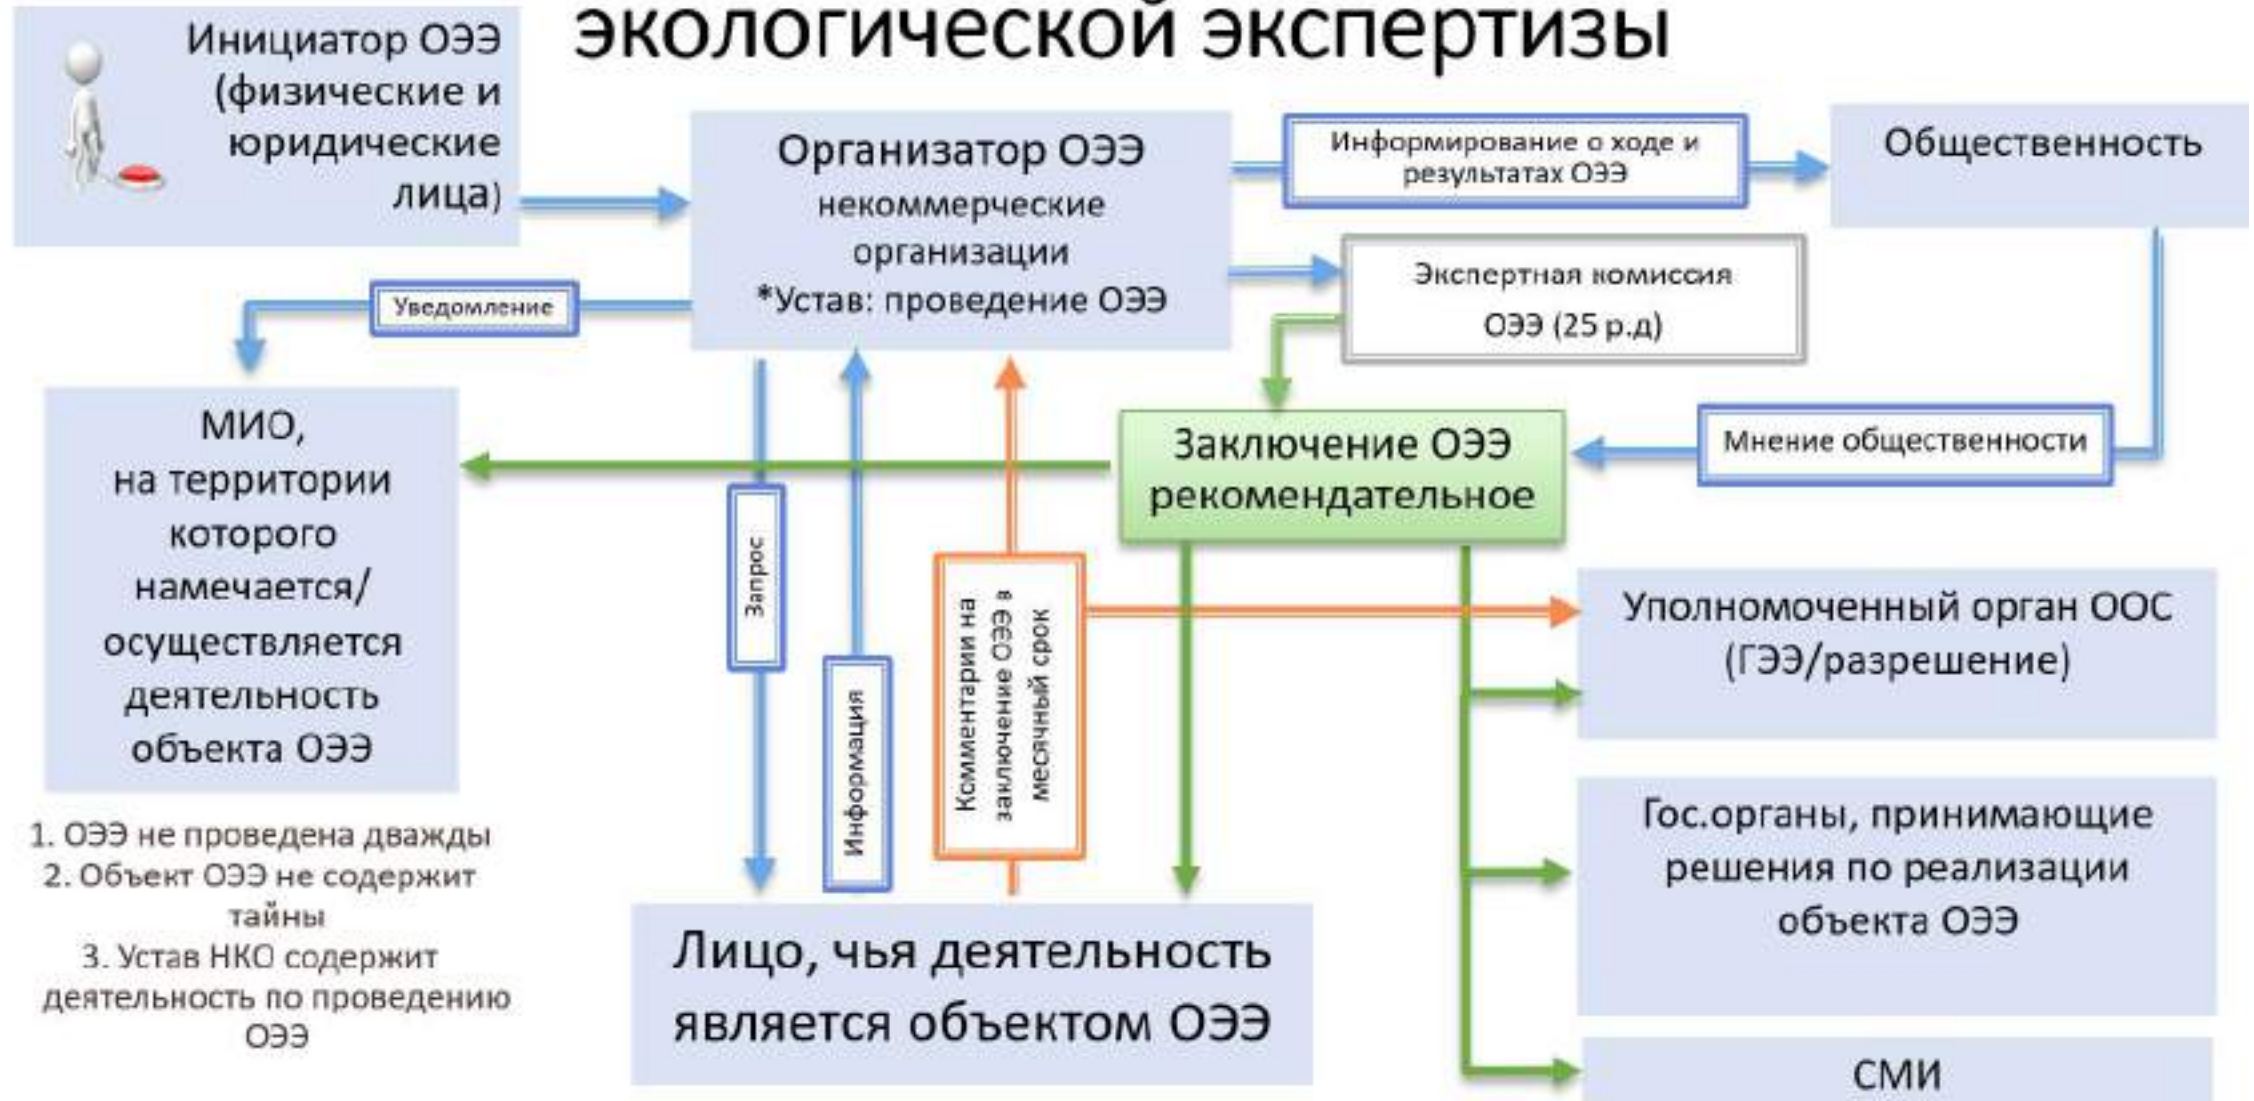 экологической экспертизы
Инициатор ОЭЭ
(физические и
юридические
лица)
Организатор ОЭЭ
некоммерческие
организации
*Устав: проведение ОЭЭ
Информирование о ходе и
результатах ОЭЭ
Общественность
Экспертная комиссия
ОЭЭ (25 р.д)
Уведомление
МИО,
на территории
которого
намечается/
осуществляется
деятельность
объекта ОЭЭ
Заключение ОЭЭ
рекомендательное
Мнение общественности
Запрос
Информация
Комментарии на
заключение ОЭЭ в
месячный срок
Уполномоченный орган ООС
(ГЭЭ/разрешение)
Гос.органы, принимающие
решения по реализации
объекта ОЭЭ
СМИ
Лицо, чья деятельность
является объектом ОЭЭ
1. ОЭЭ не проведена дважды
2. Объект ОЭЭ не содержит
тайны
3. Устав НКО содержит
деятельность по проведению
ОЭЭ